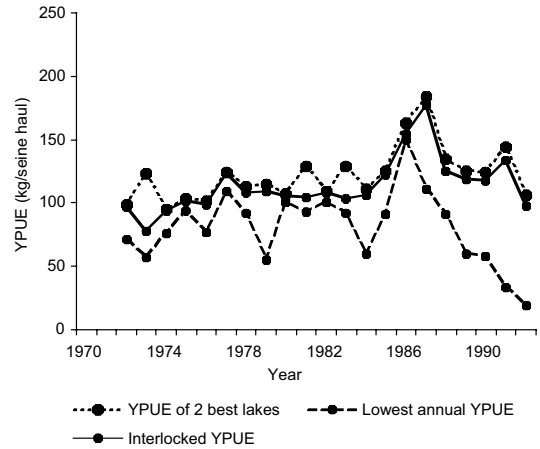 250
200
150
100
50
0
YPUE (kg/seine haul)
1970 1974 1978 1982 1986 1990
Year
YPUE of 2 best lakes Lowest annual YPUE
Interlocked YPUE